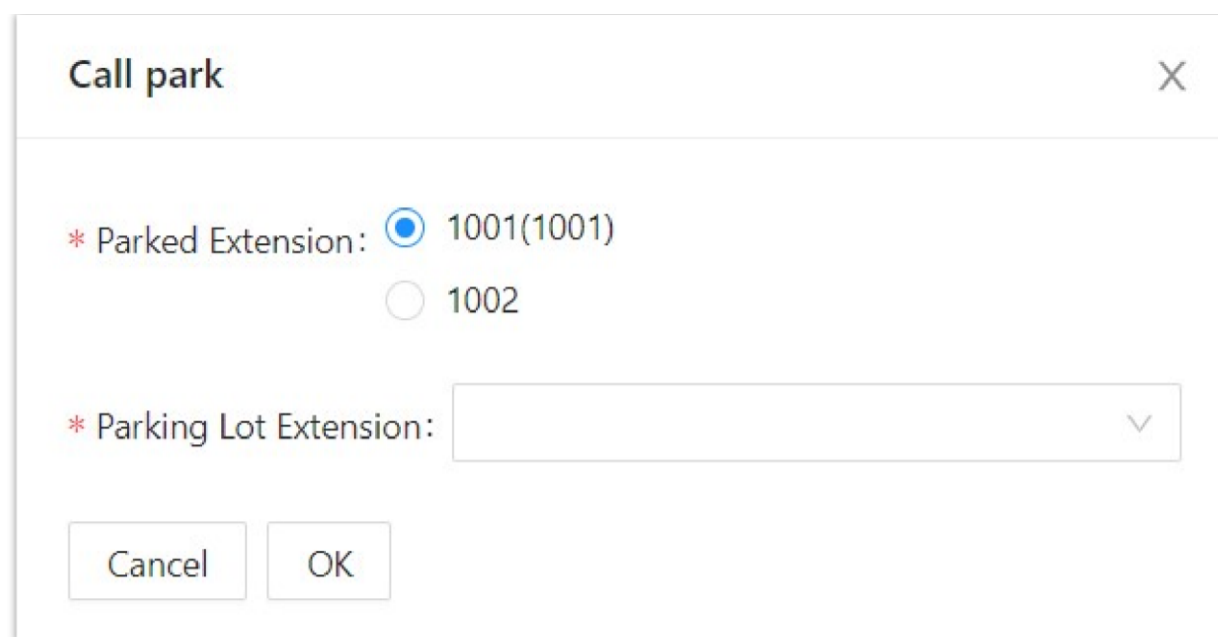 Call park
* Parked Extension: 1001(1001)
1002
* Parking Lot Extension:
Cancel OK